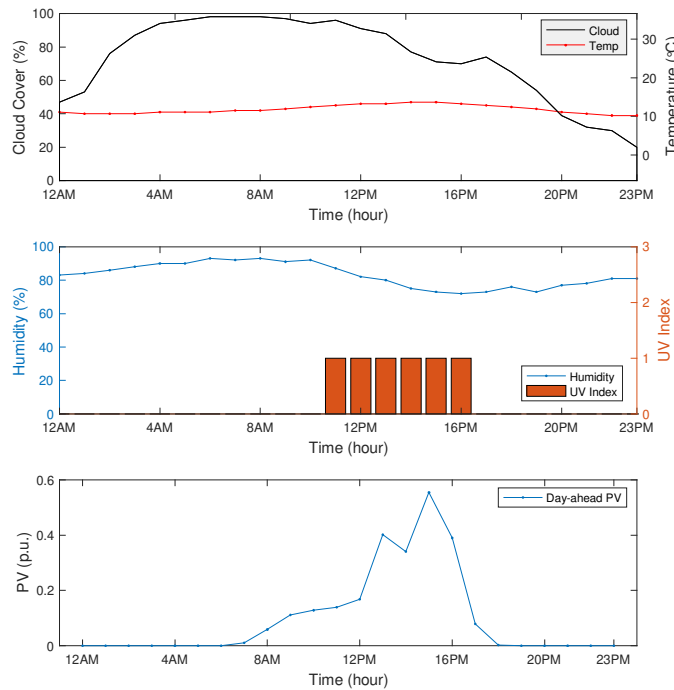 100
80
60
40
20
0
Cloud Cover (%)
30
20
10
0
Temperature (°C)
Cloud
Temp
12AM 4AM 8AM 12PM 16PM 20PM 23PM
Time (hour)
100
80
60
40
20
0
Humidity (%)
3
2
1
0
UV Index
Humidity
UV Index
12AM 4AM 8AM 12PM 16PM 20PM 23PM
Time (hour)
0.6
0.4
0.2
0
PV (p.u.)
Day-ahead PV
12AM 4AM 8AM 12PM 16PM 20PM 23PM
Time (hour)